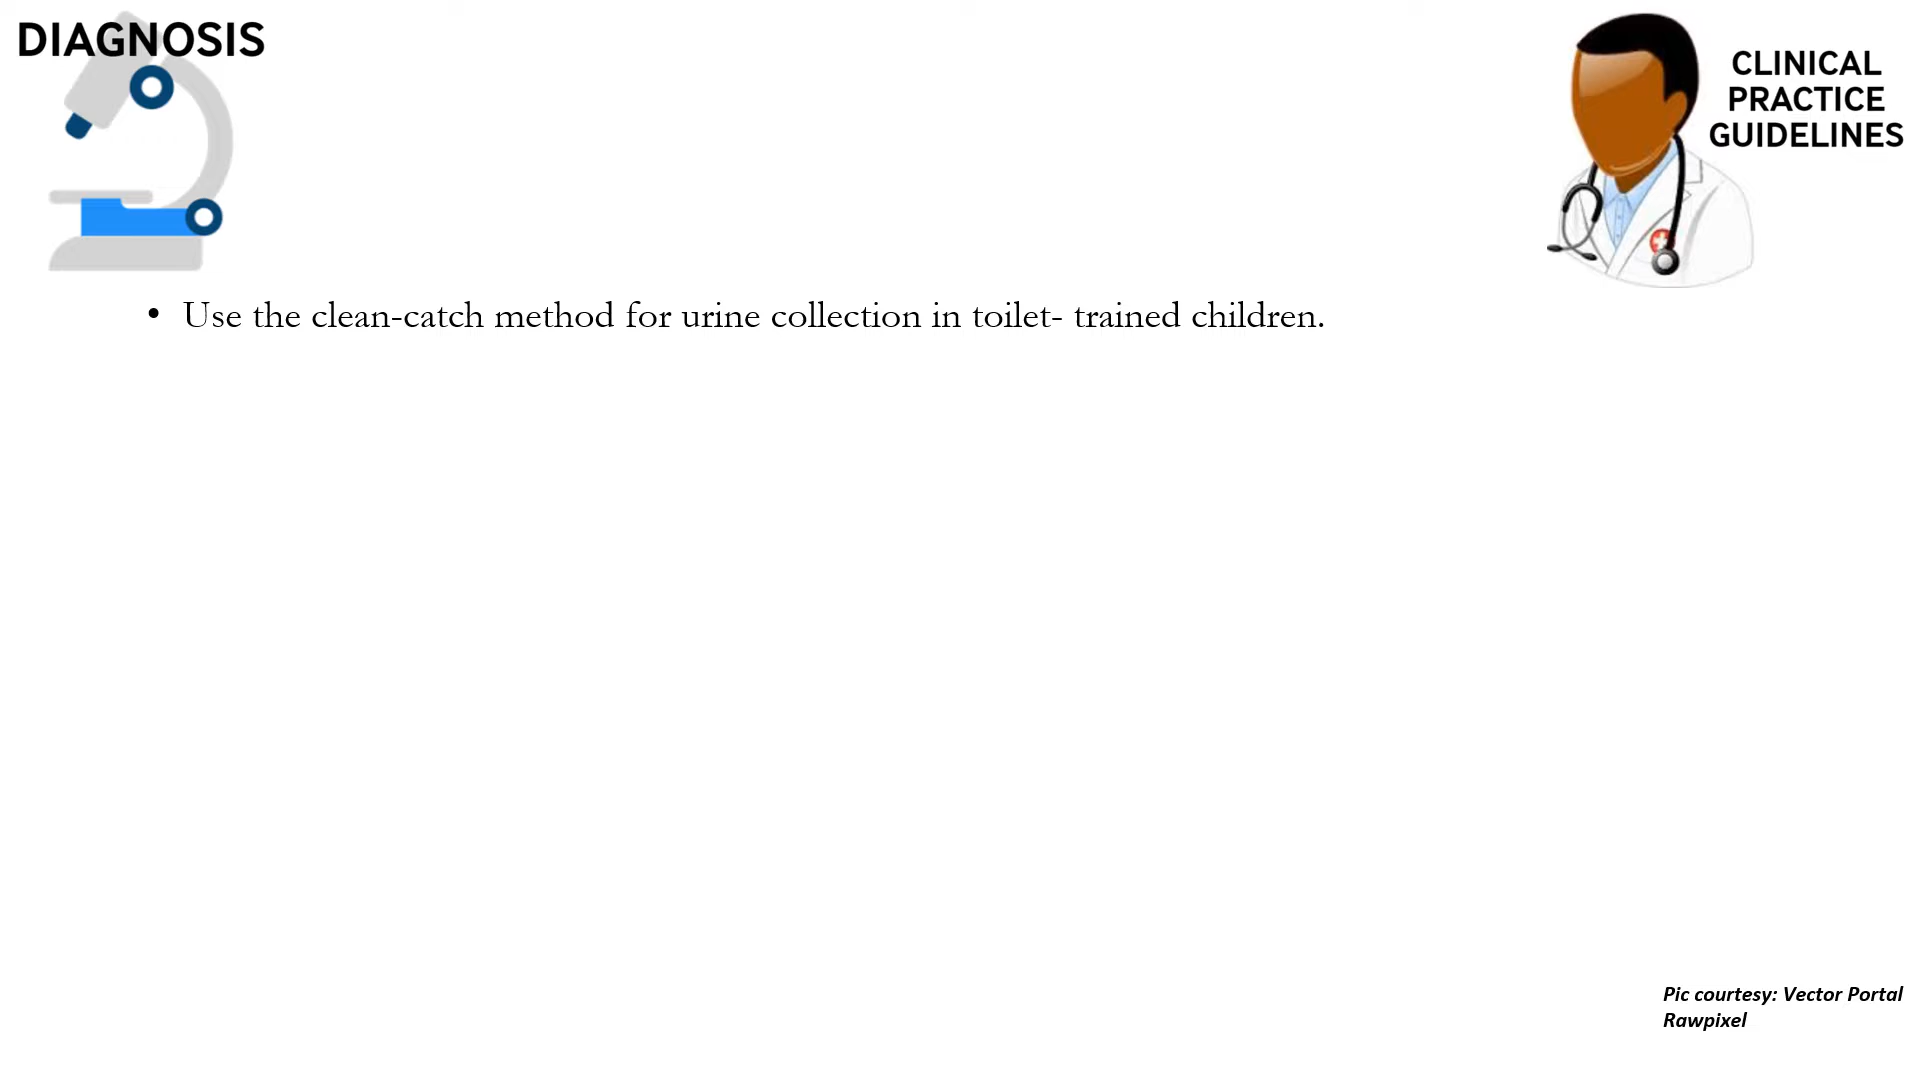 DIAGNOSIS
CLINICAL
PRACTICE
GUIDELINES
• Use the clean-catch method for urine collection in toilet- trained children.
Pic courtesy: Vector Portal
Rawpixel